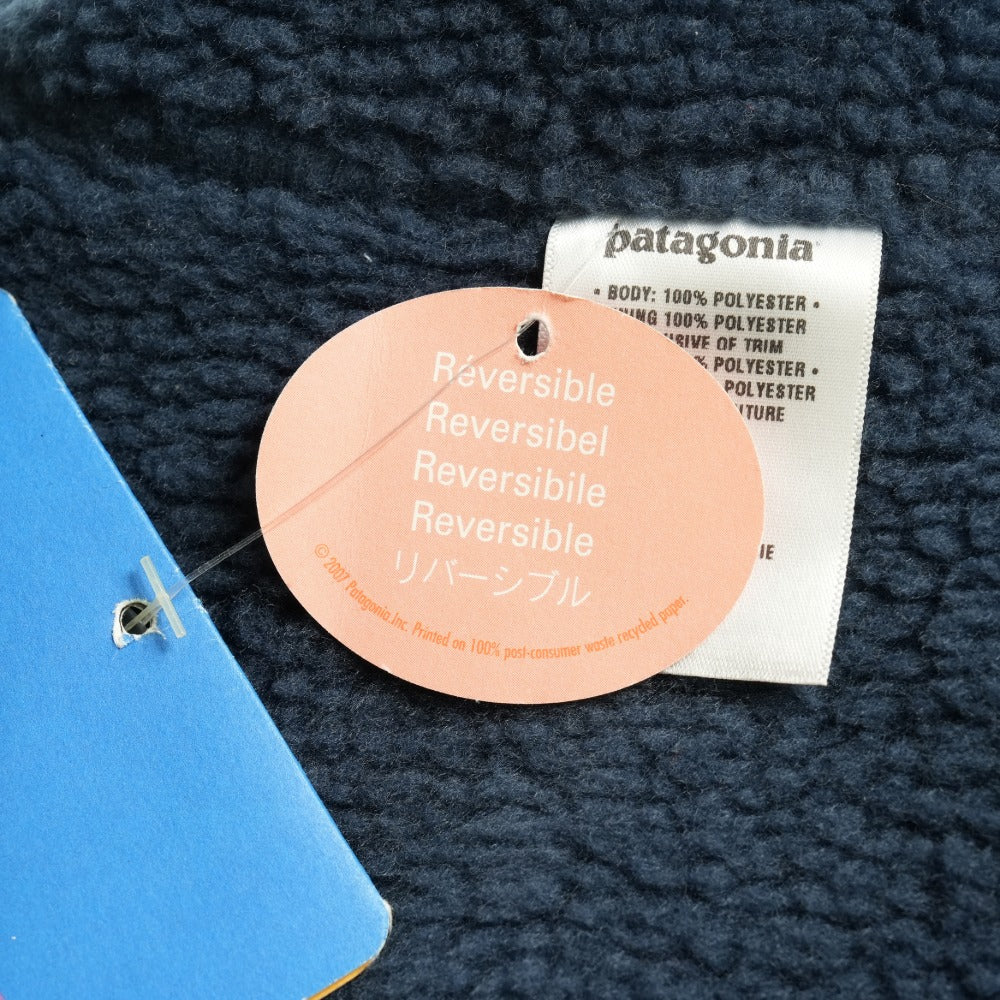 patagonia
• BODY: 100% POLYESTER •
100% POLYESTER
OF TRIM
% POLYESTER •
POLYESTER
Réversible
Reversibel
Reversibile
Reversible
リバーシブル
© 2007 Patagonia.Inc. Printed on 100% post-consumer waste recycled paper.